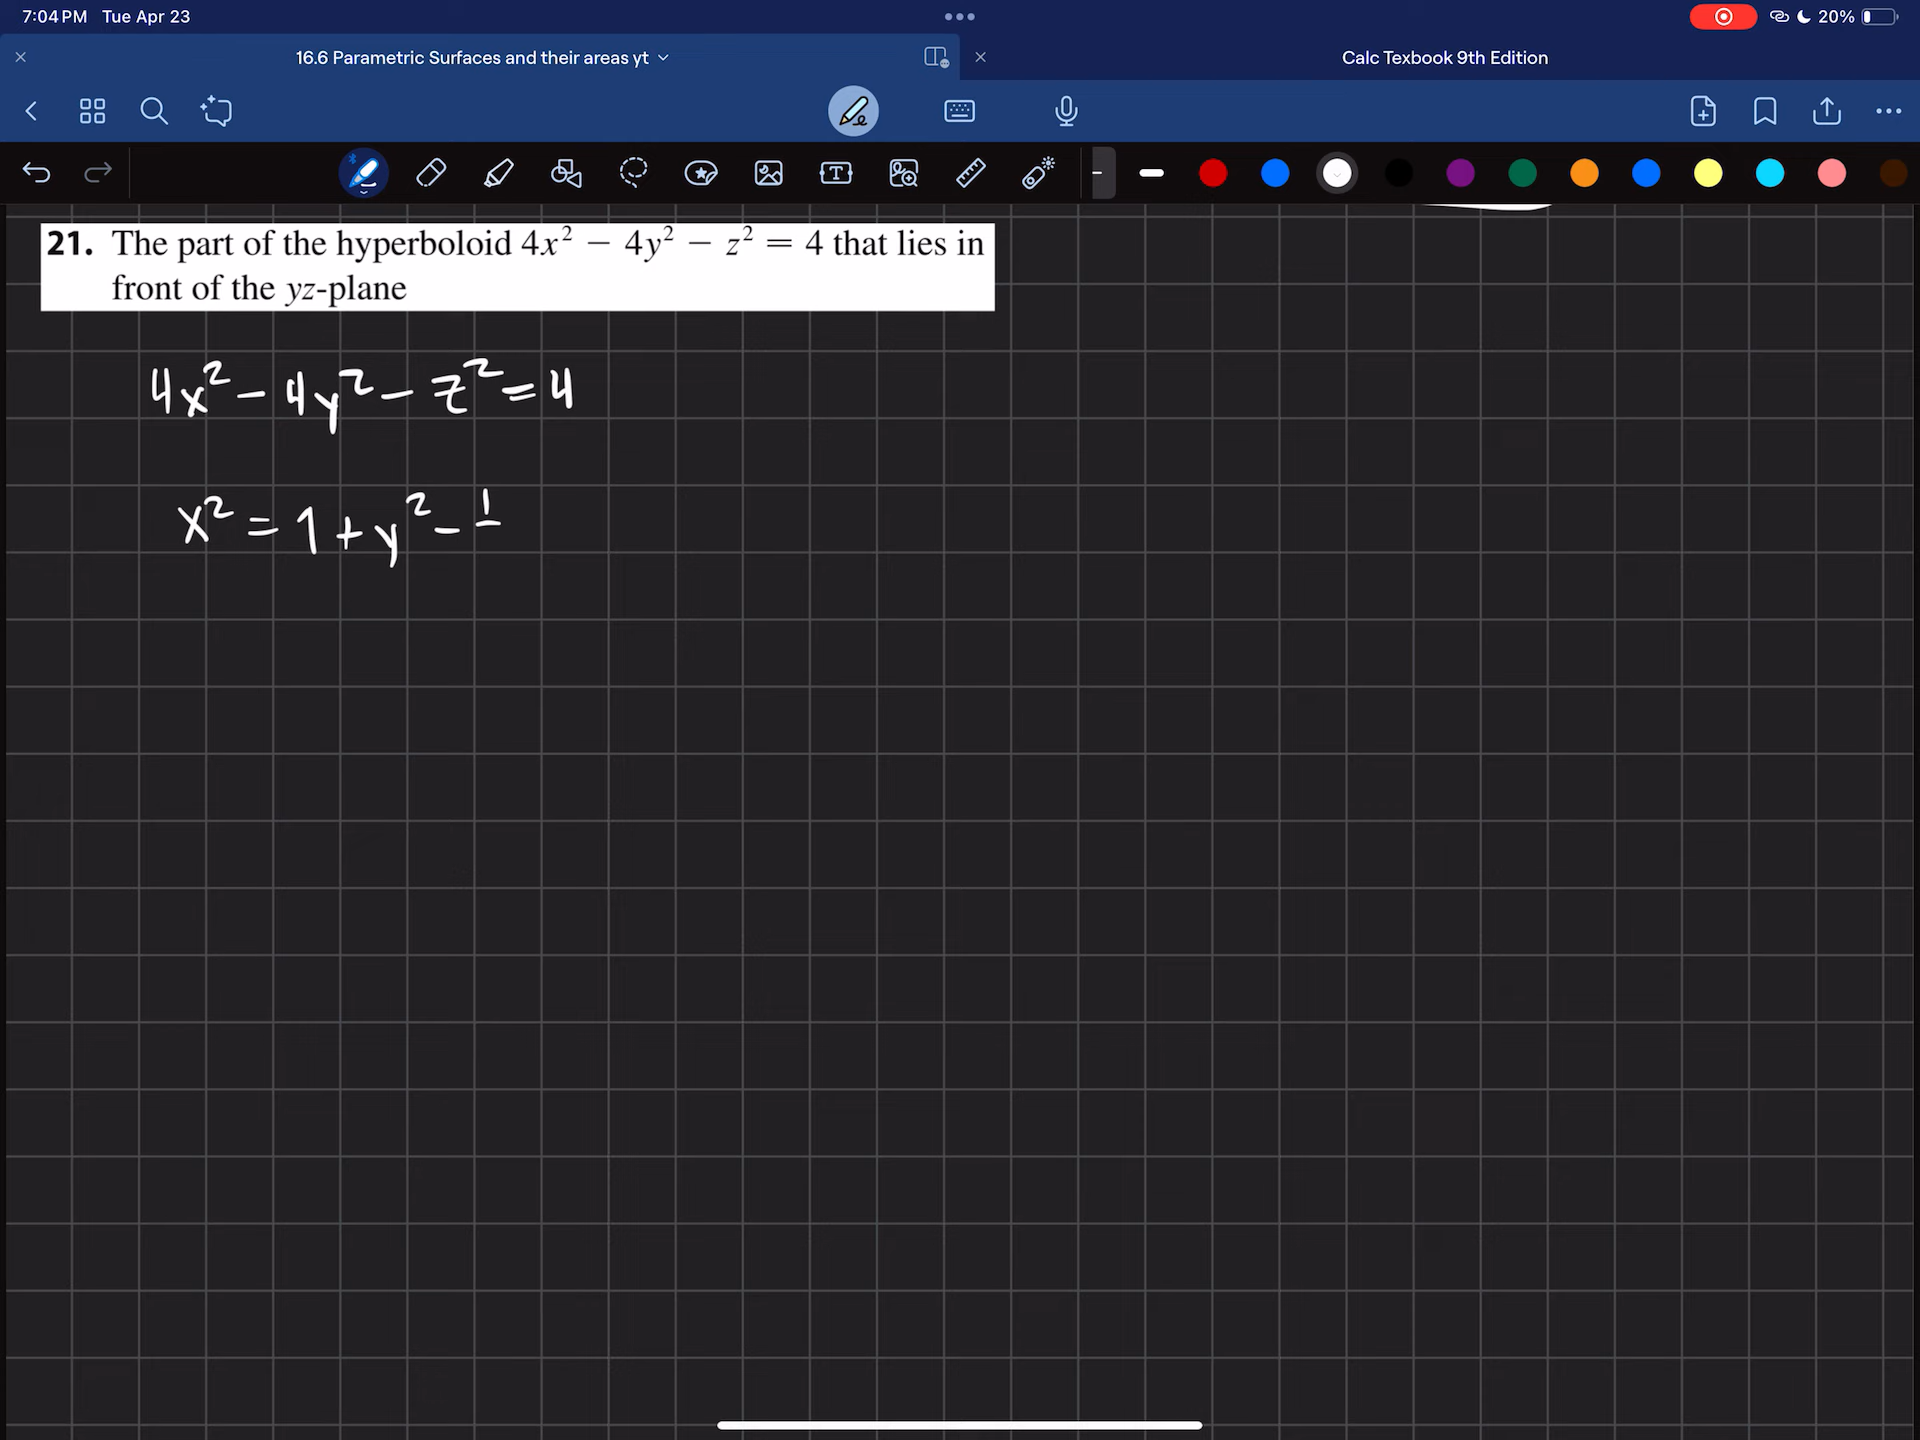 7:04 PM Tue Apr 23
20%
16.6 Parametric Surfaces and their areas yt
Calc Texbook 9th Edition
21. The part of the hyperboloid 4x² − 4y² − z² = 4 that lies in
front of the yz-plane
4x² − 4y² − z² = 4
x² = 1 + y² − 1